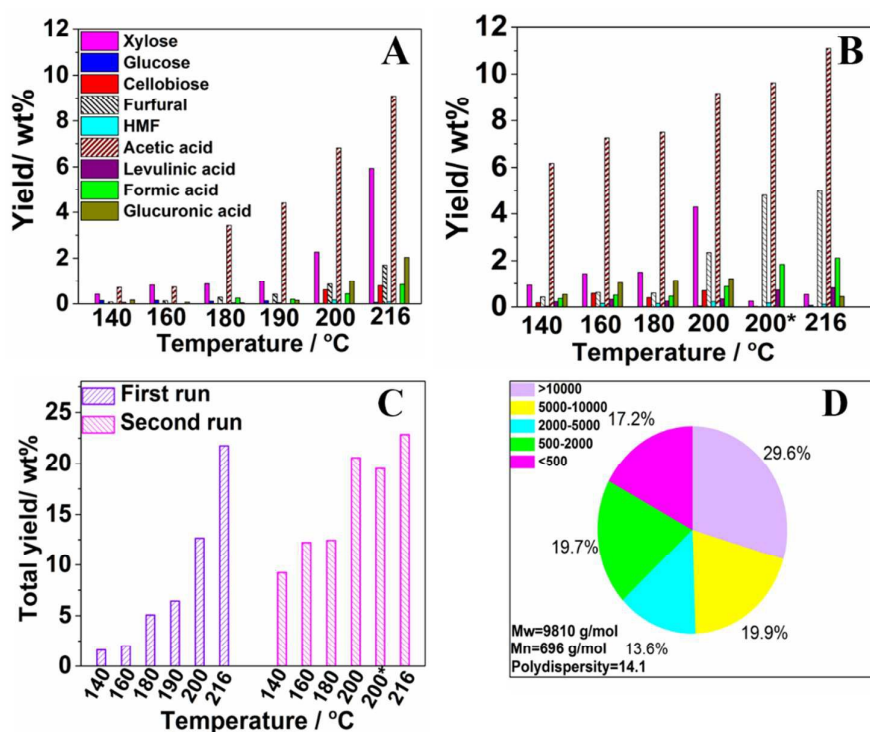 A
12
10
8
6
4
2
0
Yield/ wt%
Xylose
Glucose
Cellobiose
Furfural
HMF
Acetic acid
Levulinic acid
Formic acid
Glucuronic acid
140 160 180 190 200 216
Temperature / °C
B
12
10
8
6
4
2
0
Yield/ wt%
140 160 180 200 200* 216
Temperature / °C
C
First run
Second run
25
20
15
10
5
0
Total yield/ wt%
140 160 180 190 200 216 140 160 180 200 200* 216
Temperature / °C
D
>10000
5000-10000
2000-5000
500-2000
<500
17.2%
29.6%
19.7%
19.9%
13.6%
Mw=9810 g/mol
Mn=696 g/mol
Polydispersity=14.1